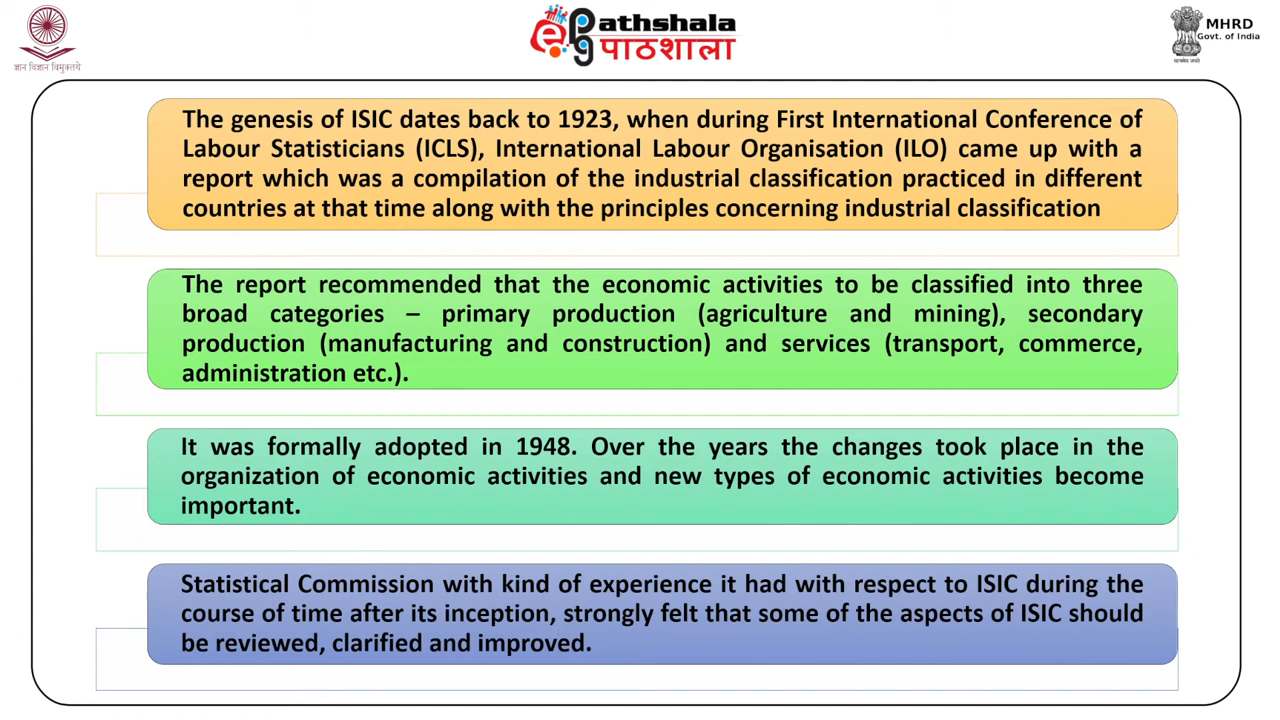 ज्ञान विज्ञान विमुक्तये
epg
Pathshala
पाठशाला
MHRD
Govt. of India
सत्यमेव जयते
The genesis of ISIC dates back to 1923, when during First International Conference of
Labour Statisticians (ICLS), International Labour Organisation (ILO) came up with a
report which was a compilation of the industrial classification practiced in different
countries at that time along with the principles concerning industrial classification
The report recommended that the economic activities to be classified into three
broad categories – primary production (agriculture and mining), secondary
production (manufacturing and construction) and services (transport, commerce,
administration etc.).
It was formally adopted in 1948. Over the years the changes took place in the
organization of economic activities and new types of economic activities become
important.
Statistical Commission with kind of experience it had with respect to ISIC during the
course of time after its inception, strongly felt that some of the aspects of ISIC should
be reviewed, clarified and improved.